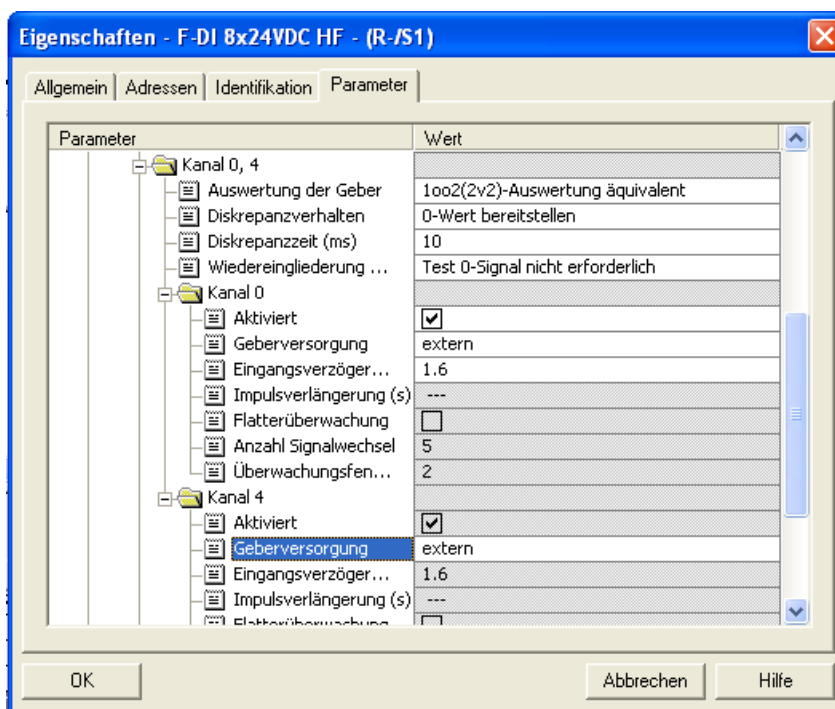 Eigenschaften - F-DI 8x24VDC HF - (R-/S1)
Allgemein Adressen Identifikation Parameter
Parameter Wert
Kanal 0, 4
Auswertung der Geber 1oo2(2v2)-Auswertung äquivalent
Diskrepanzverhalten 0-Wert bereitstellen
Diskrepanzzeit (ms) 10
Wiedereingliederung ... Test 0-Signal nicht erforderlich
Kanal 0
Aktiviert
Geberversorgung extern
Eingangsverzöger... 1.6
Impulsverlängerung (s) ---
Flatterüberwachung
Anzahl Signalwechsel 5
Überwachungsfen... 2
Kanal 4
Aktiviert
Geberversorgung extern
Eingangsverzöger... 1.6
Impulsverlängerung (s) ---
Flatterüberwachung
OK Abbrechen Hilfe